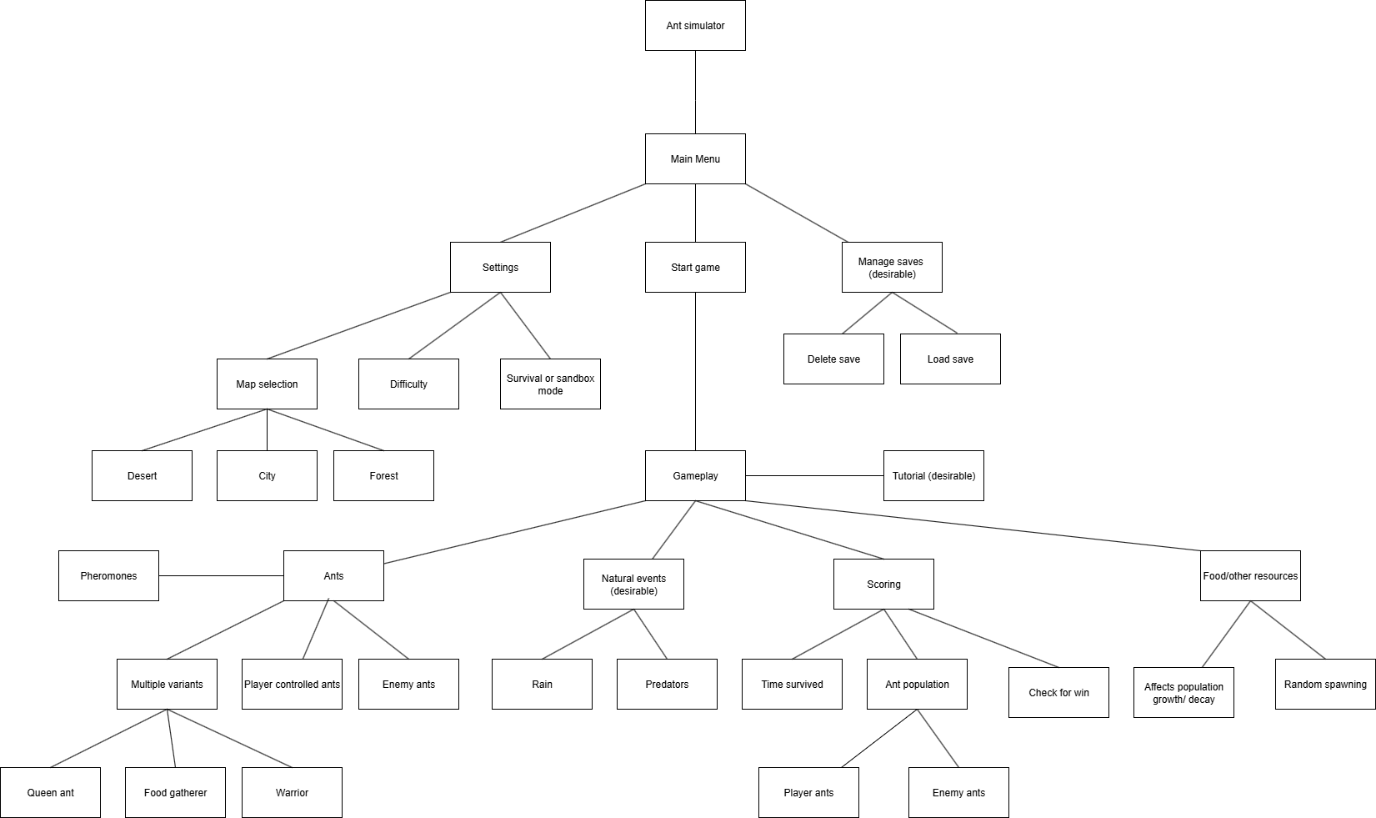 Ant simulator
Main Menu
Settings
Start game
Manage saves
(desirable)
Delete save
Load save
Map selection
Difficulty
Survival or sandbox
mode
Desert
City
Forest
Gameplay
Tutorial (desirable)
Pheromones
Ants
Natural events
(desirable)
Scoring
Food/other resources
Multiple variants
Player controlled ants
Enemy ants
Rain
Predators
Time survived
Ant population
Check for win
Affects population
growth/ decay
Random spawning
Queen ant
Food gatherer
Warrior
Player ants
Enemy ants